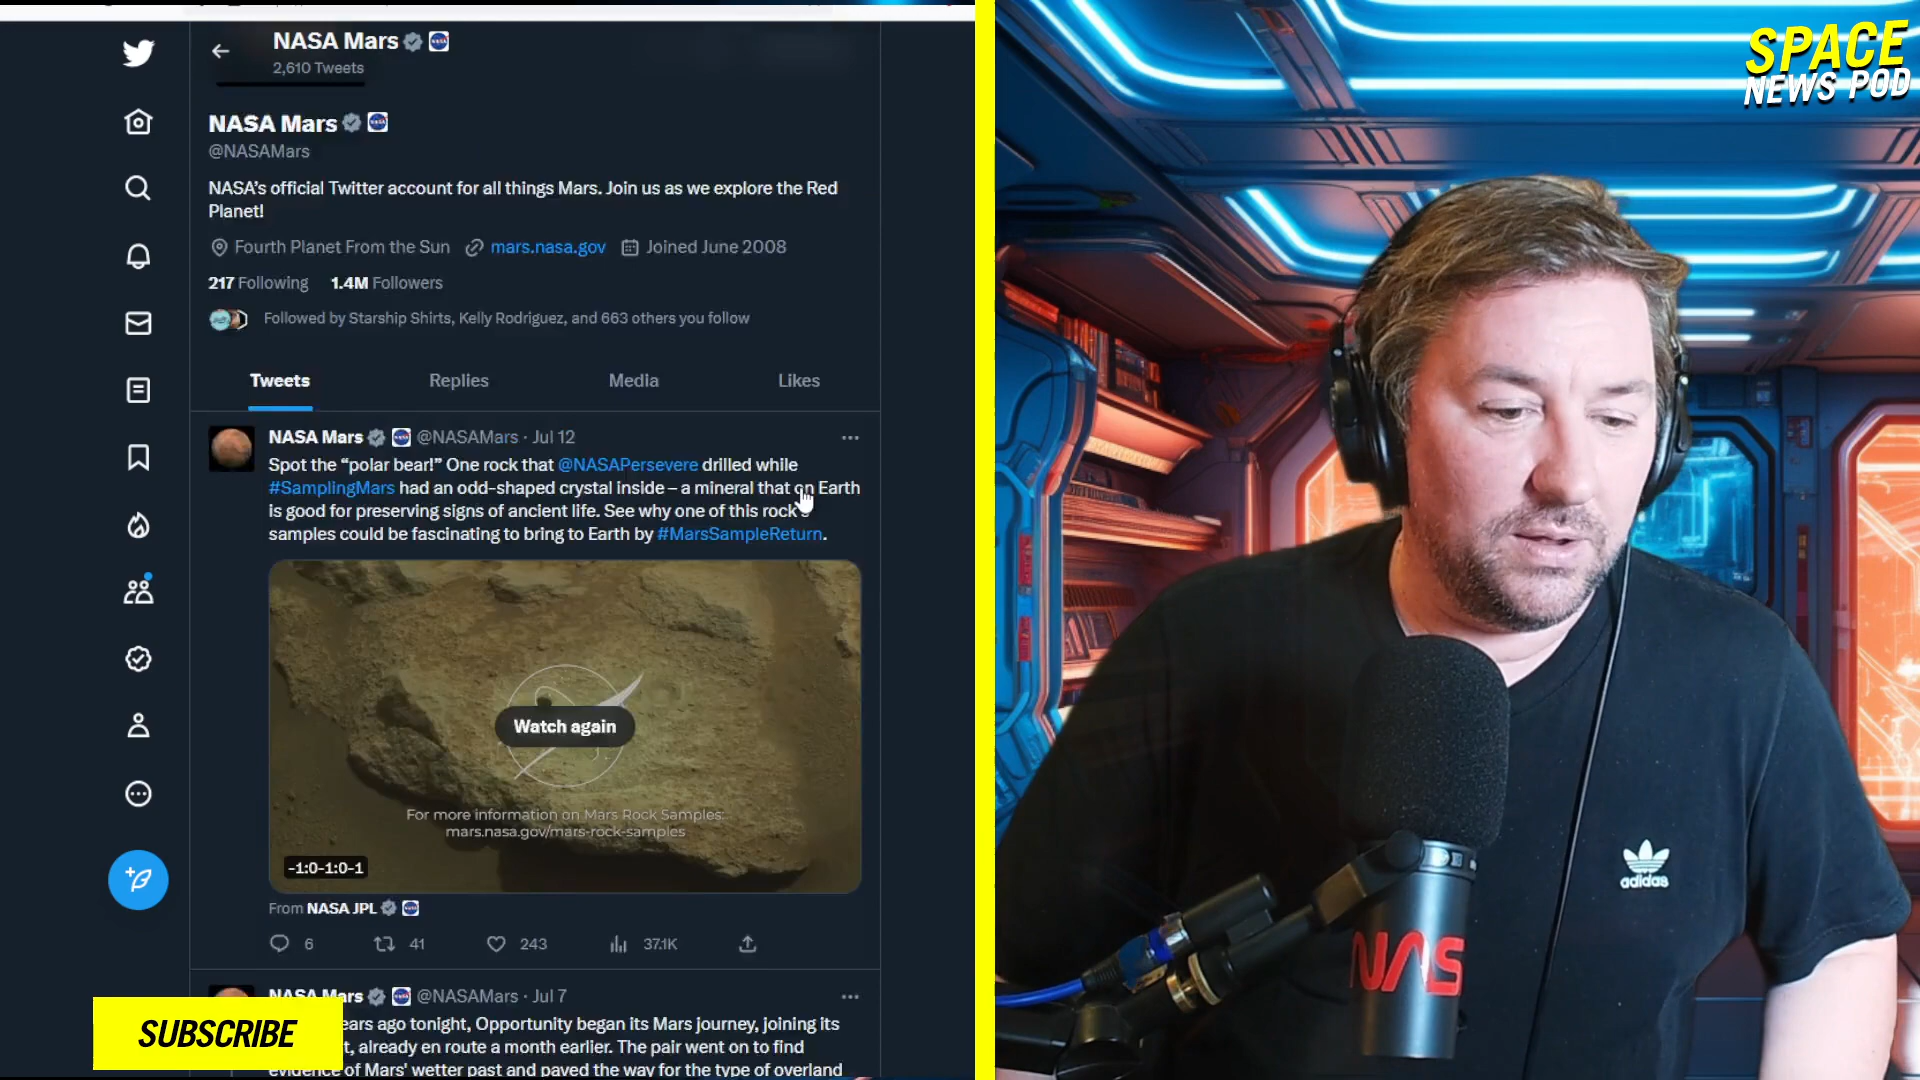 NASA Mars
2,610 Tweets
NASA Mars
@NASAMars
NASA's official Twitter account for all things Mars. Join us as we explore the Red
Planet!
Fourth Planet From the Sun mars.nasa.gov Joined June 2008
217 Following 1.4M Followers
Followed by Starship Shirts, Kelly Rodriguez, and 663 others you follow
Tweets Replies Media Likes
NASA Mars @NASAMars · Jul 12
Spot the “polar bear!” One rock that @NASAPersevere drilled while
#SamplingMars had an odd-shaped crystal inside – a mineral that on Earth
is good for preserving signs of ancient life. See why one of this rock's
samples could be fascinating to bring to Earth by #MarsSampleReturn.
Watch again
For more information on Mars Rock Samples:
mars.nasa.gov/mars-rock-samples
-1:0-1:0-1
From NASA JPL
6 41 243 37.1K
NASA Mars @NASAMars · Jul 7
ears ago tonight, Opportunity began its Mars journey, joining its
t, already en route a month earlier. The pair went on to find
evidence of Mars' wetter past and paved the way for the type of overland
SUBSCRIBE
SPACE
NEWS POD
adidas
NAS